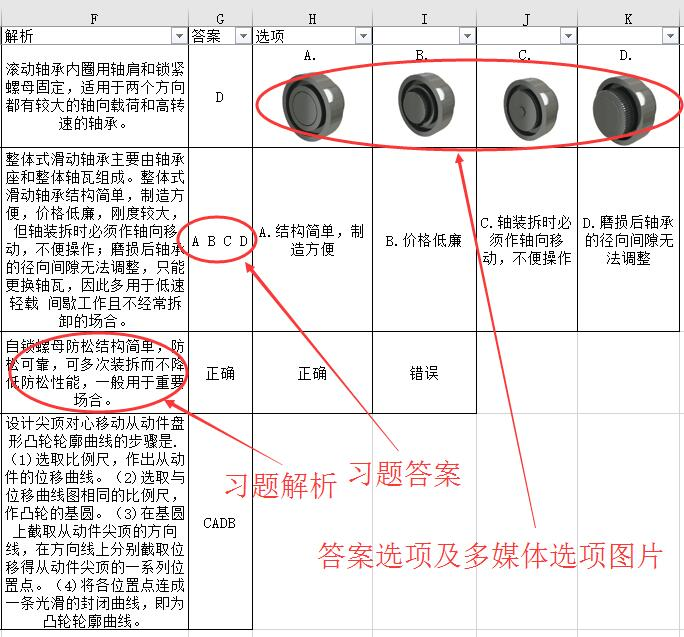 F G H I J K
解析 答案 选项
A. B. C. D.
滚动轴承内圈用轴肩和锁紧
螺母固定，适用于两个方向
都有较大的轴向载荷和高转
速的轴承。
D
整体式滑动轴承主要由轴承
座和整体轴瓦组成。整体式
滑动轴承结构简单，制造方
便，价格低廉，刚度较大，
但轴装拆时必须作轴向移
动，不便操作；磨损后轴承
的径向间隙无法调整，只能
更换轴瓦，因此多用于低速
轻载 间歇工作且不经常拆
卸的场合。
A B C D
A.结构简单，制
造方便
B.价格低廉
C.轴装拆时必
须作轴向移
动，不便操作
D.磨损后轴承
的径向间隙无
法调整
自锁螺母防松结构简单，防
松可靠，可多次装拆而不降
低防松性能，一般用于重要
场合。
正确
正确
错误
设计尖顶对心移动从动件盘
形凸轮轮廓曲线的步骤是.
(1)选取比例尺，作出从动
件的位移曲线。(2)选取与
位移曲线图相同的比例尺，
作凸轮的基圆。(3)在基圆
上截取从动件尖顶的方向
线，在方向线上分别截取位
移得从动件尖顶的一系列位
置点。(4)将各位置点连成
一条光滑的封闭曲线，即为
凸轮轮廓曲线。
CADB
习题解析
习题答案
答案选项及多媒体选项图片